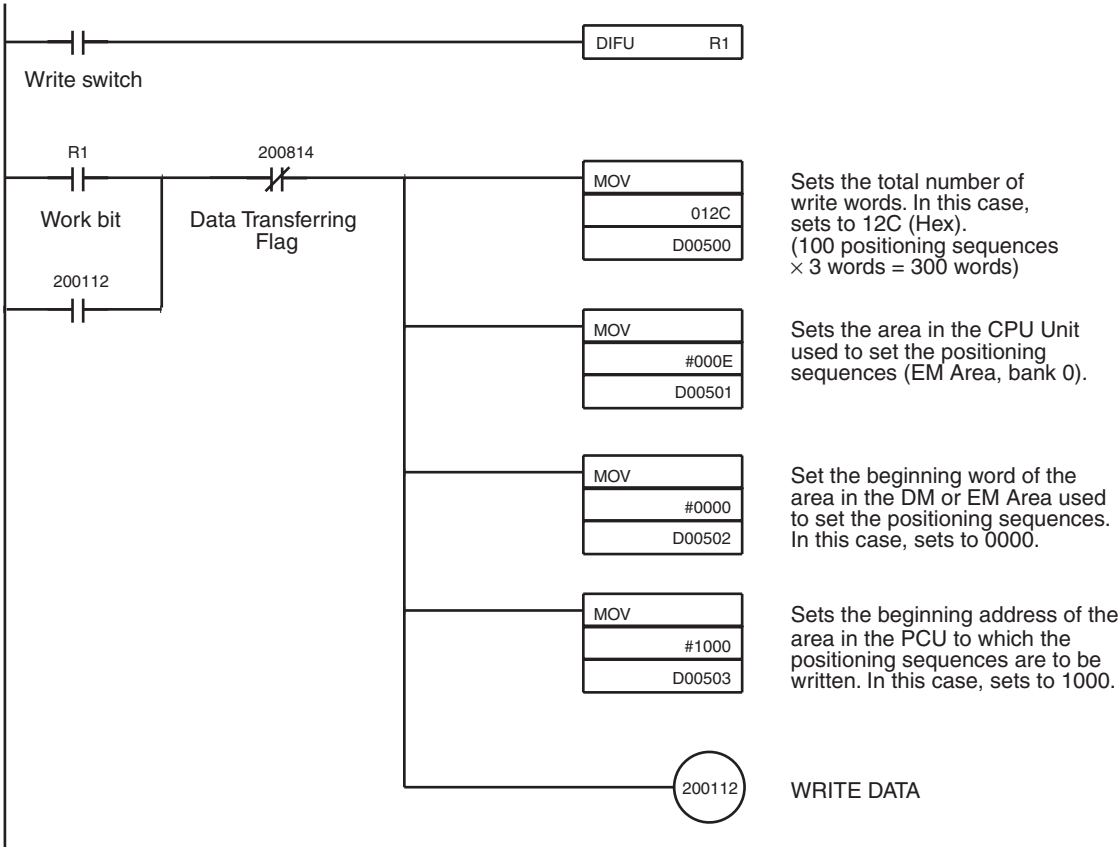 DIFU R1
Write switch
R1
200814
Work bit
Data Transferring
Flag
200112
MOV
012C
D00500
Sets the total number of
write words. In this case,
sets to 12C (Hex).
(100 positioning sequences
× 3 words = 300 words)
MOV
#000E
D00501
Sets the area in the CPU Unit
used to set the positioning
sequences (EM Area, bank 0).
MOV
#0000
D00502
Set the beginning word of the
area in the DM or EM Area used
to set the positioning sequences.
In this case, sets to 0000.
MOV
#1000
D00503
Sets the beginning address of the
area in the PCU to which the
positioning sequences are to be
written. In this case, sets to 1000.
200112
WRITE DATA